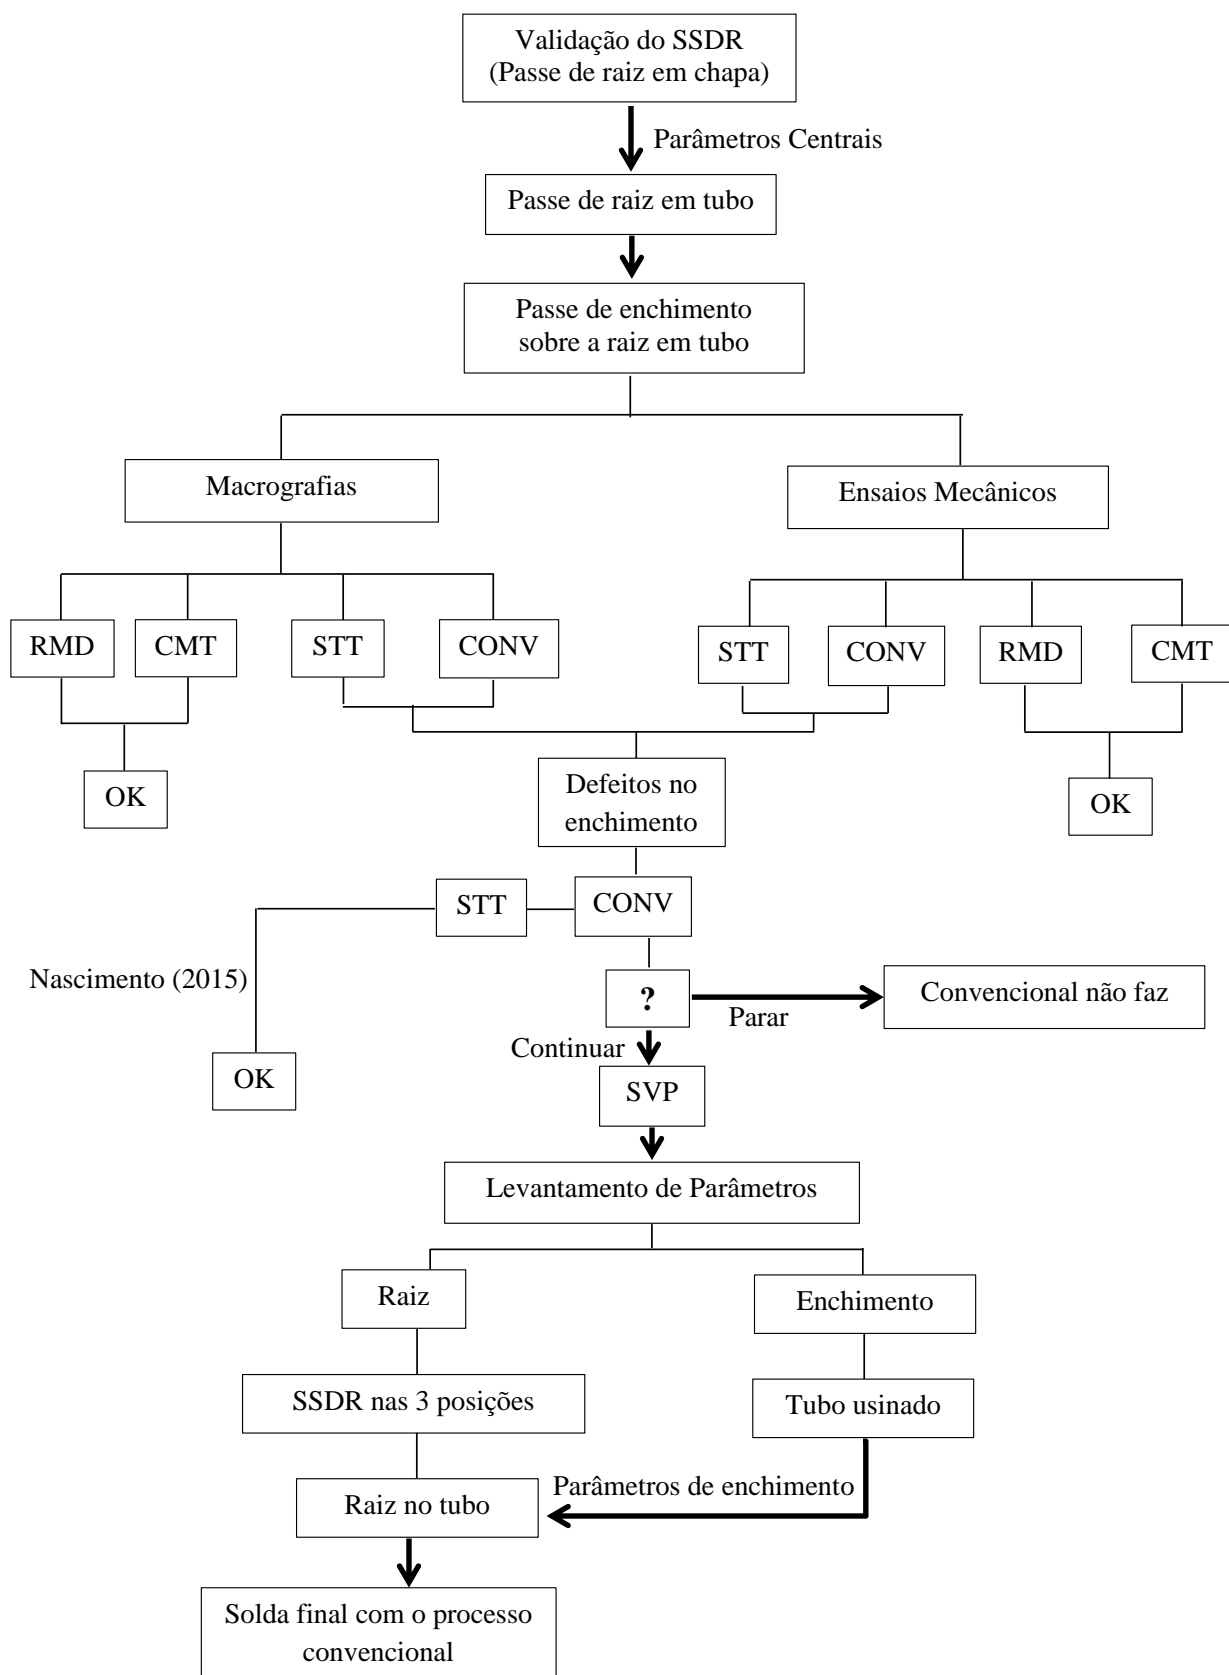 Validação do SSDR
(Passe de raiz em chapa)
Parâmetros Centrais
Passe de raiz em tubo
Passe de enchimento
sobre a raiz em tubo
Macrografias
Ensaios Mecânicos
RMD
CMT
STT
CONV
STT
CONV
RMD
CMT
OK
Defeitos no
enchimento
OK
STT
CONV
Nascimento (2015)
?
Parar
Convencional não faz
Continuar
OK
SVP
Levantamento de Parâmetros
Raiz
Enchimento
SSDR nas 3 posições
Tubo usinado
Parâmetros de enchimento
Raiz no tubo
Solda final com o processo
convencional